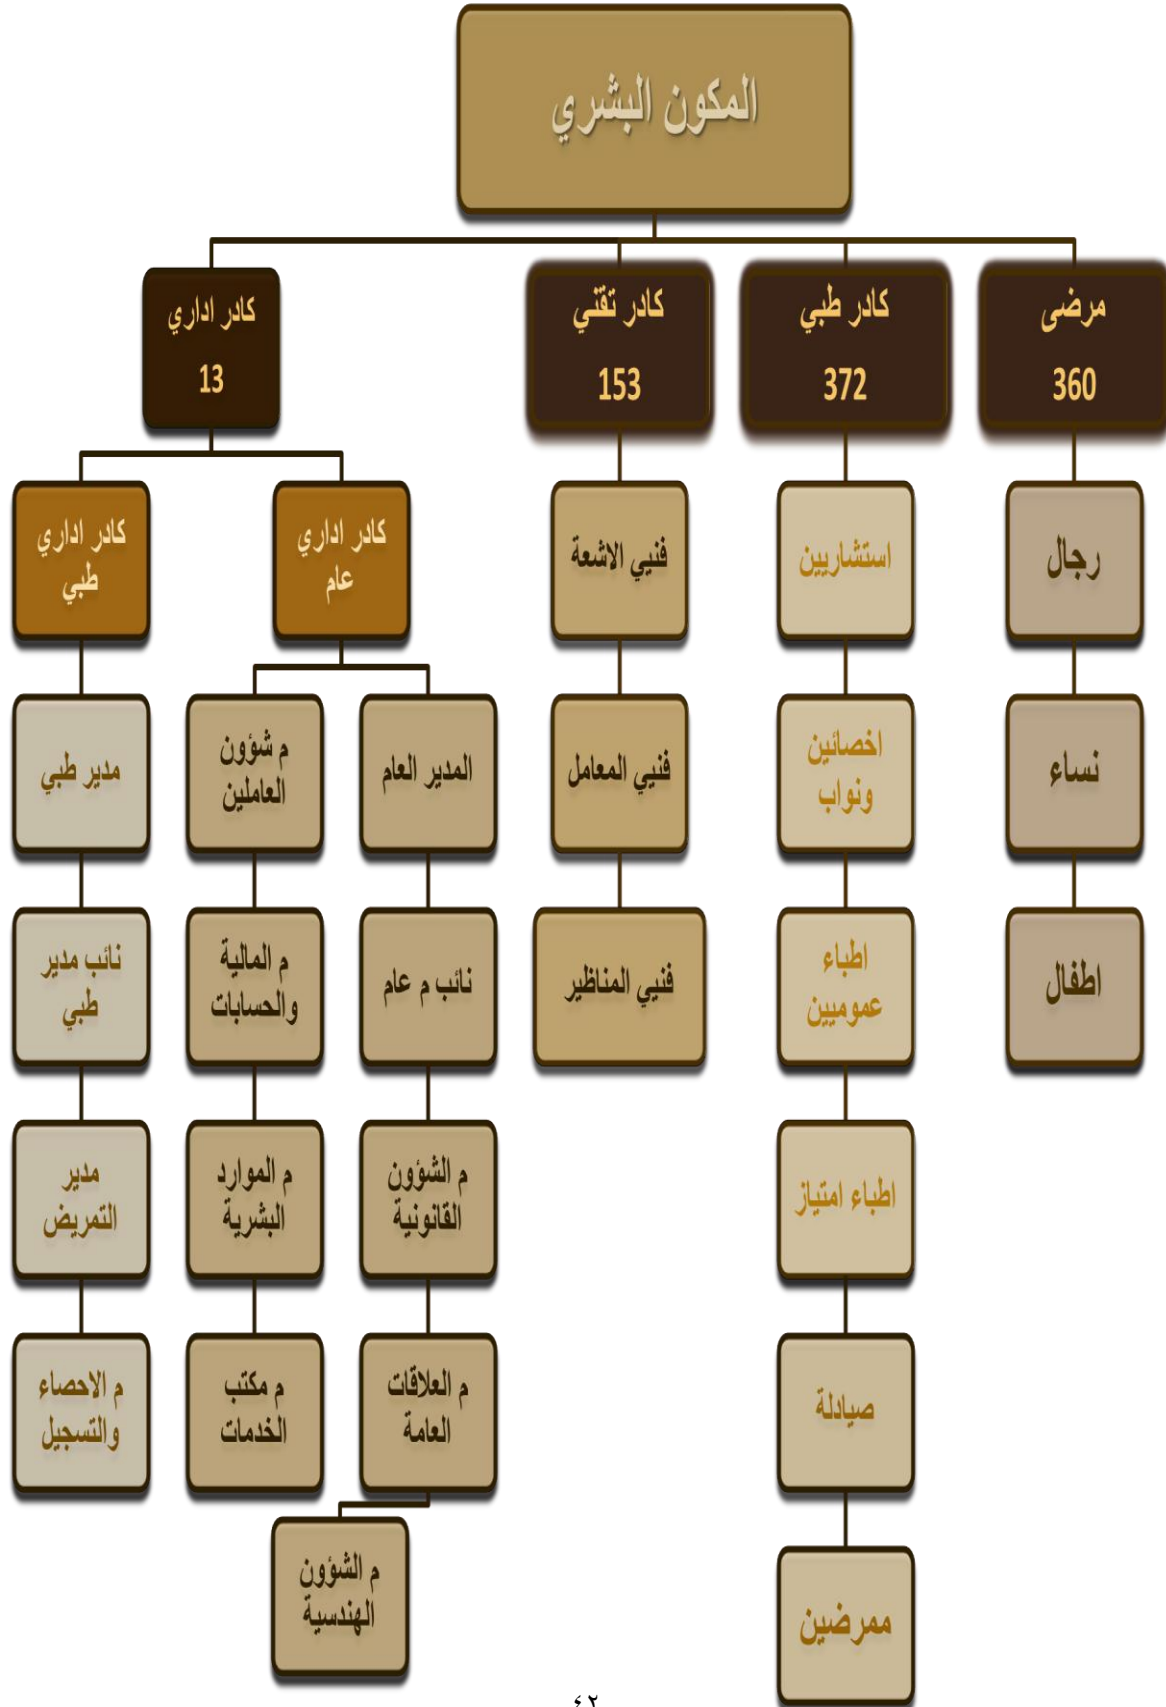 المكون البشري
مرضى
360
كادر طبي
372
كادر تقني
153
كادر اداري
13
رجال
نساء
اطفال
استشاريين
اخصائين
ونواب
اطباء
عموميين
اطباء امتياز
صيادلة
ممرضين
فنيي الاشعة
فنيي المعامل
فنيي المناظير
كادر اداري
عام
المدير العام
نائب م عام
م الشؤون
القانونية
م العلاقات
العامة
م الشؤون
الهندسية
م شؤون
العاملين
م المالية
والحسابات
م الموارد
البشرية
م مكتب
الخدمات
كادر اداري
طبي
مدير طبي
نائب مدير
طبي
مدير
التمريض
م الاحصاء
والتسجيل
٤٢